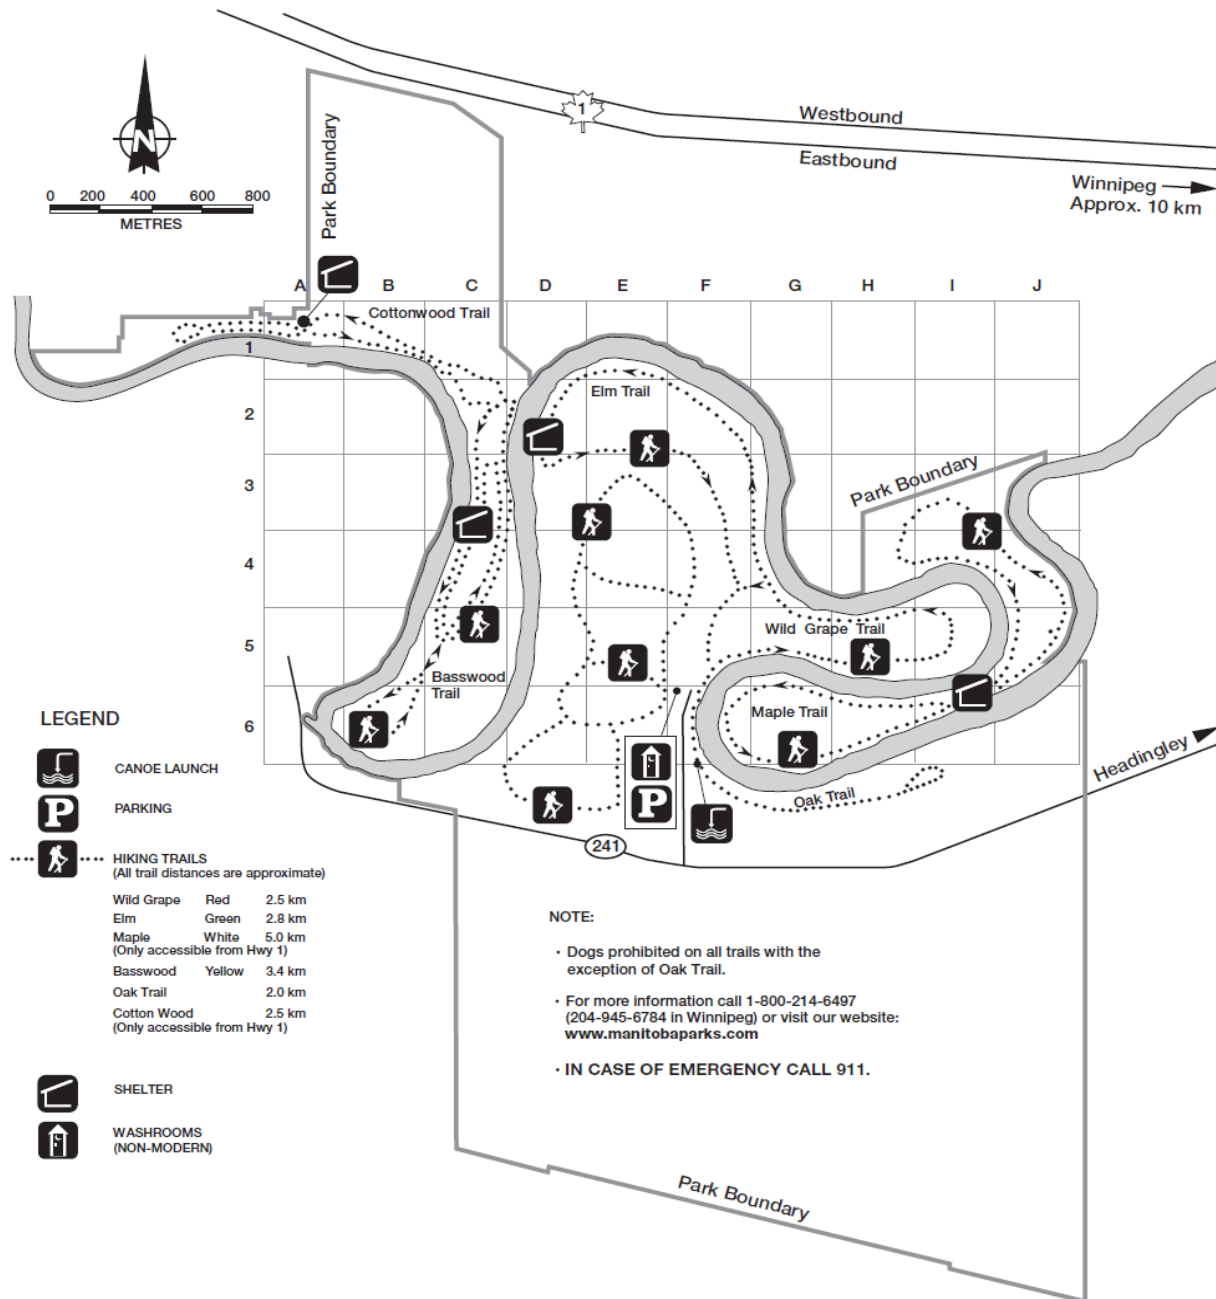 1
Westbound
Eastbound
Winnipeg
Approx. 10 km
N
0 200 400 600 800
METRES
Park Boundary
A B C D E F G H I J
Cottonwood Trail
1
2
3
4
5
6
Elm Trail
Park Boundary
Wild Grape Trail
Basswood
Trail
Maple Trail
Oak Trail
Headingley
241
P
LEGEND
CANOE LAUNCH
P
PARKING
HIKING TRAILS
(All trail distances are approximate)
Wild Grape Red 2.5 km
Elm Green 2.8 km
Maple White 5.0 km
(Only accessible from Hwy 1)
Basswood Yellow 3.4 km
Oak Trail 2.0 km
Cotton Wood 2.5 km
(Only accessible from Hwy 1)
SHELTER
WASHROOMS
(NON-MODERN)
NOTE:
· Dogs prohibited on all trails with the
exception of Oak Trail.
· For more information call 1-800-214-6497
(204-945-6784 in Winnipeg) or visit our website:
www.manitobaparks.com
· IN CASE OF EMERGENCY CALL 911.
Park Boundary